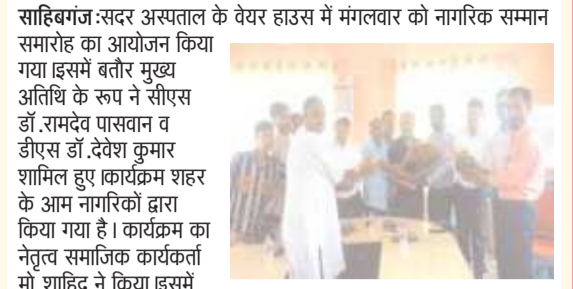 साहिबगंज:सदर अस्पताल के वेयर हाउस में मंगलवार को नागरिक सम्मान
समारोह का आयोजन किया
गया।इसमें बतौर मुख्य
अतिथि के रूप ने सीएस
डॉ.रामदेव पासवान व
डीएस डॉ.देवेश कुमार
शामिल हुए।कार्यक्रम शहर
के आम नागरिकों द्वारा
किया गया है। कार्यक्रम का
नेतृत्व समाजिक कार्यकर्ता
मो शाहिद ने किया।इसमें